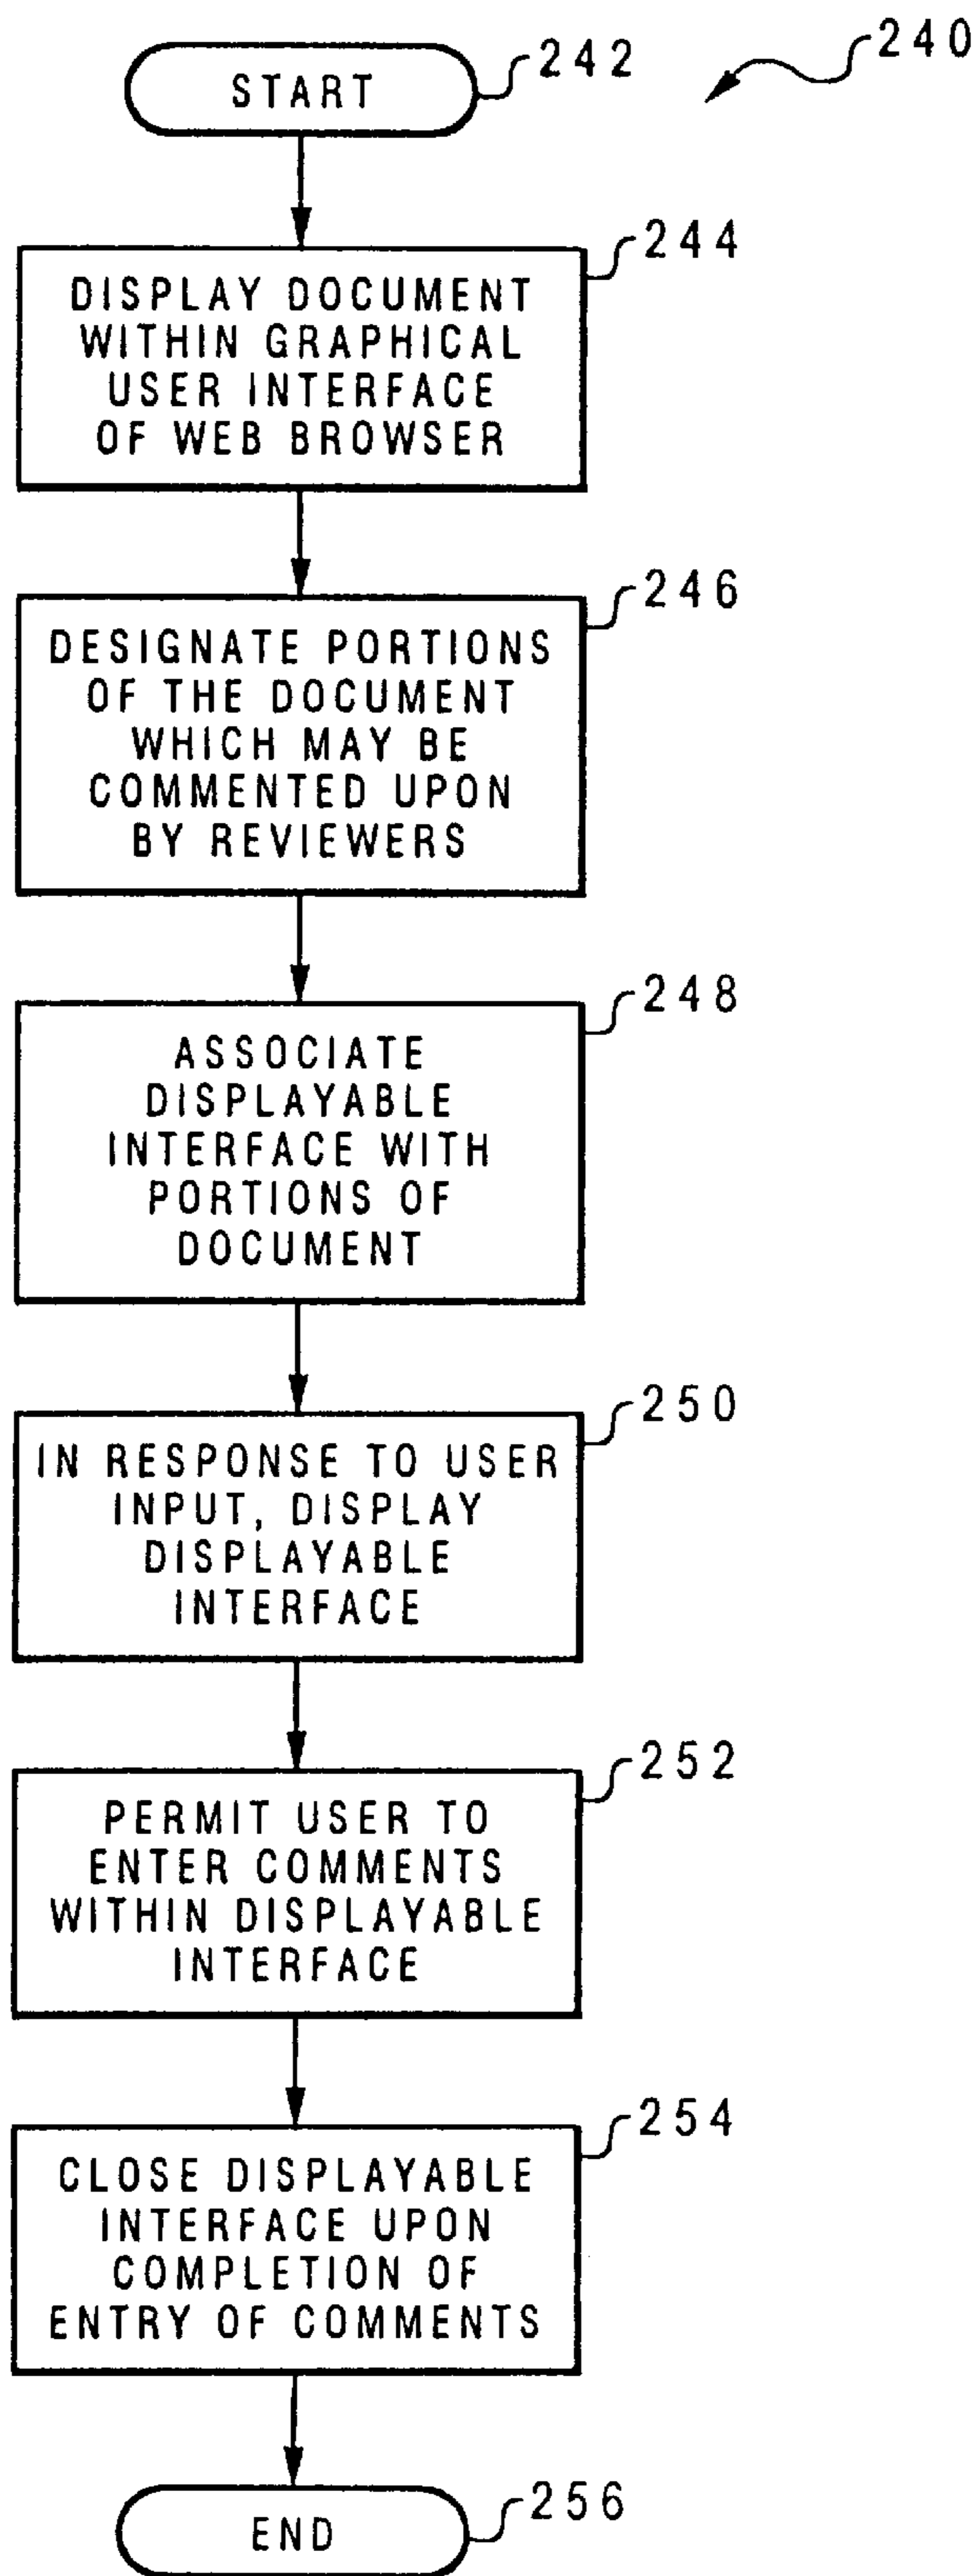 240
START
242
DISPLAY DOCUMENT
WITHIN GRAPHICAL
USER INTERFACE
OF WEB BROWSER
244
DESIGNATE PORTIONS
OF THE DOCUMENT
WHICH MAY BE
COMMENTED UPON
BY REVIEWERS
246
ASSOCIATE
DISPLAYABLE
INTERFACE WITH
PORTIONS OF
DOCUMENT
248
IN RESPONSE TO USER
INPUT, DISPLAY
DISPLAYABLE
INTERFACE
250
PERMIT USER TO
ENTER COMMENTS
WITHIN DISPLAYABLE
INTERFACE
252
CLOSE DISPLAYABLE
INTERFACE UPON
COMPLETION OF
ENTRY OF COMMENTS
254
END
256